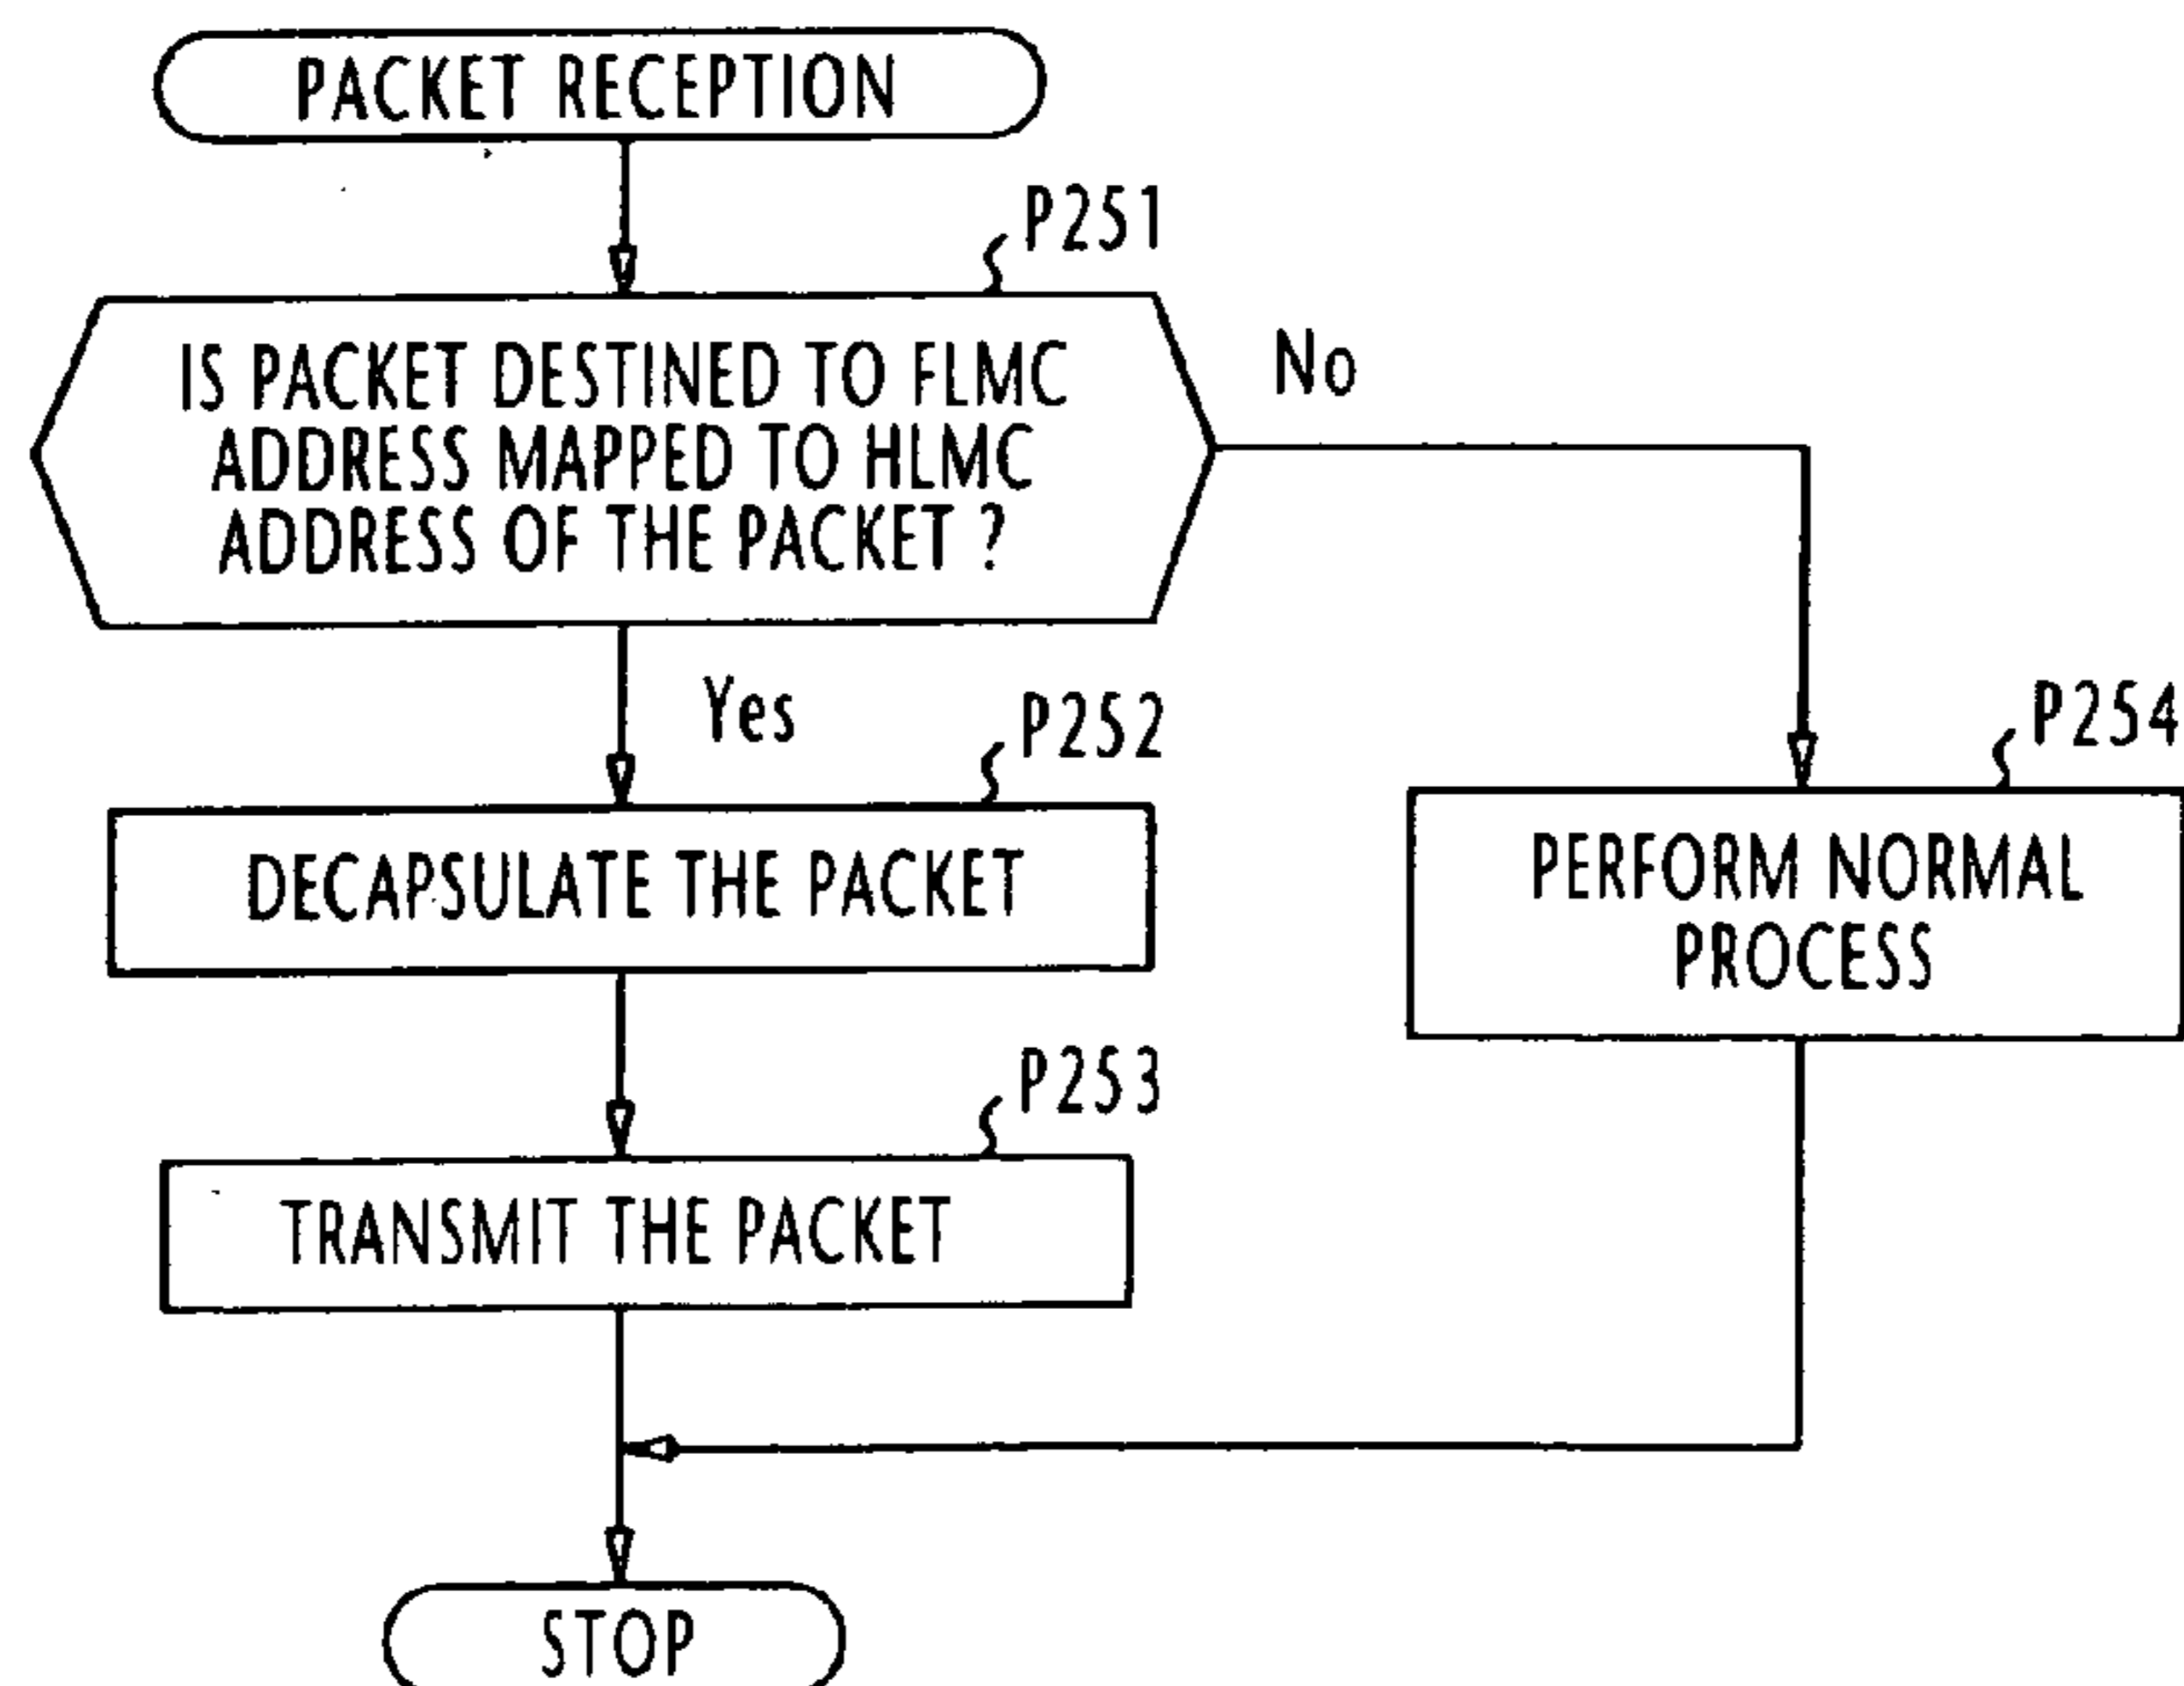 PACKET RECEPTION
P251
IS PACKET DESTINED TO FLMC
ADDRESS MAPPED TO HLMC
ADDRESS OF THE PACKET ?
No
Yes
P252
DECAPSULATE THE PACKET
P254
PERFORM NORMAL
PROCESS
P253
TRANSMIT THE PACKET
STOP